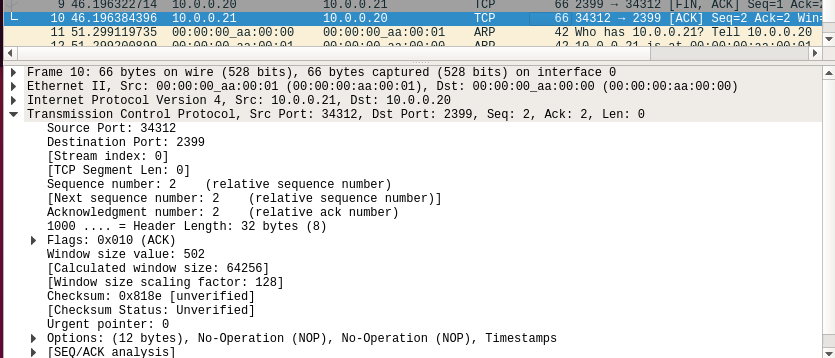 9 46.196322714 10.0.0.20 10.0.0.21 TCP 66 2399 → 34312 [FIN, ACK] Seq=1 Ack=2
10 46.196384396 10.0.0.21 10.0.0.20 TCP 66 34312 → 2399 [ACK] Seq=2 Ack=2 Win=
11 51.299119735 00:00:00_aa:00:00 00:00:00_aa:00:01 ARP 42 Who has 10.0.0.21? Tell 10.0.0.20
12 51.299200899 00:00:00_aa:00:01 00:00:00_aa:00:00 ARP 42 10.0.0.21 is at 00:00:00:aa:00:01
Frame 10: 66 bytes on wire (528 bits), 66 bytes captured (528 bits) on interface 0
Ethernet II, Src: 00:00:00_aa:00:01 (00:00:00:aa:00:01), Dst: 00:00:00_aa:00:00 (00:00:00:aa:00:00)
Internet Protocol Version 4, Src: 10.0.0.21, Dst: 10.0.0.20
Transmission Control Protocol, Src Port: 34312, Dst Port: 2399, Seq: 2, Ack: 2, Len: 0
Source Port: 34312
Destination Port: 2399
[Stream index: 0]
[TCP Segment Len: 0]
Sequence number: 2 (relative sequence number)
[Next sequence number: 2 (relative sequence number)]
Acknowledgment number: 2 (relative ack number)
1000 .... = Header Length: 32 bytes (8)
Flags: 0x010 (ACK)
Window size value: 502
[Calculated window size: 64256]
[Window size scaling factor: 128]
Checksum: 0x818e [unverified]
[Checksum Status: Unverified]
Urgent pointer: 0
Options: (12 bytes), No-Operation (NOP), No-Operation (NOP), Timestamps
[SEQ/ACK analysis]